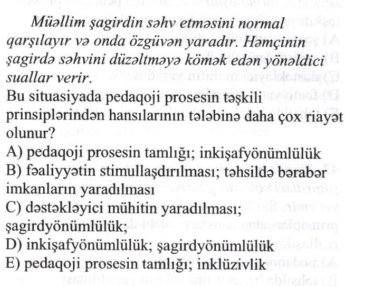 Müəllim şagirdin səhv etməsini normal
qarşılayır və onda özgüvən yaradır. Həmçinin
şagirdə səhvini düzəltməyə kömək edən yönəldici
suallar verir.
Bu situasiyada pedaqoji prosesin təşkili
prinsiplərindən hansılarının tələbinə daha çox riayət
olunur?
A) pedaqoji prosesin tamlığı; inkişafyönümlülük
B) fəaliyyətin stimullaşdırılması; təhsildə bərabər
imkanların yaradılması
C) dəstəkləyici mühitin yaradılması;
şagirdyönümlülük;
D) inkişafyönümlülük; şagirdyönümlülük
E) pedaqoji prosesin tamlığı; inklüzivlik